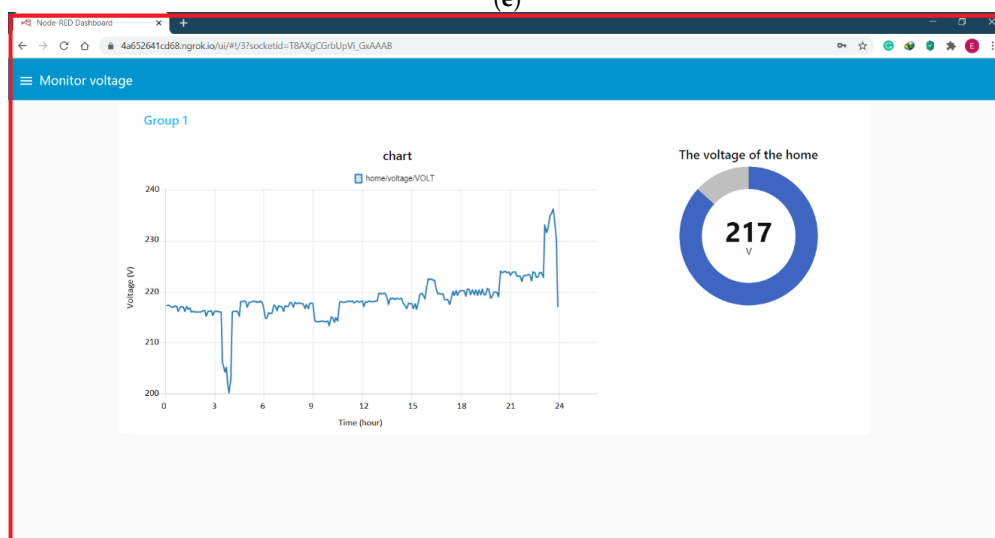 (e)
Node-RED Dashboard
4a652641cd68.ngrok.io/ui/#!/3?socketid=T8AXgCGrbUpVi_GxAAAB
E
Monitor voltage
Group 1
chart
home/voltage/VOLT
240
230
220
210
200
Voltage (V)
0 3 6 9 12 15 18 21 24
Time (hour)
The voltage of the home
217
V